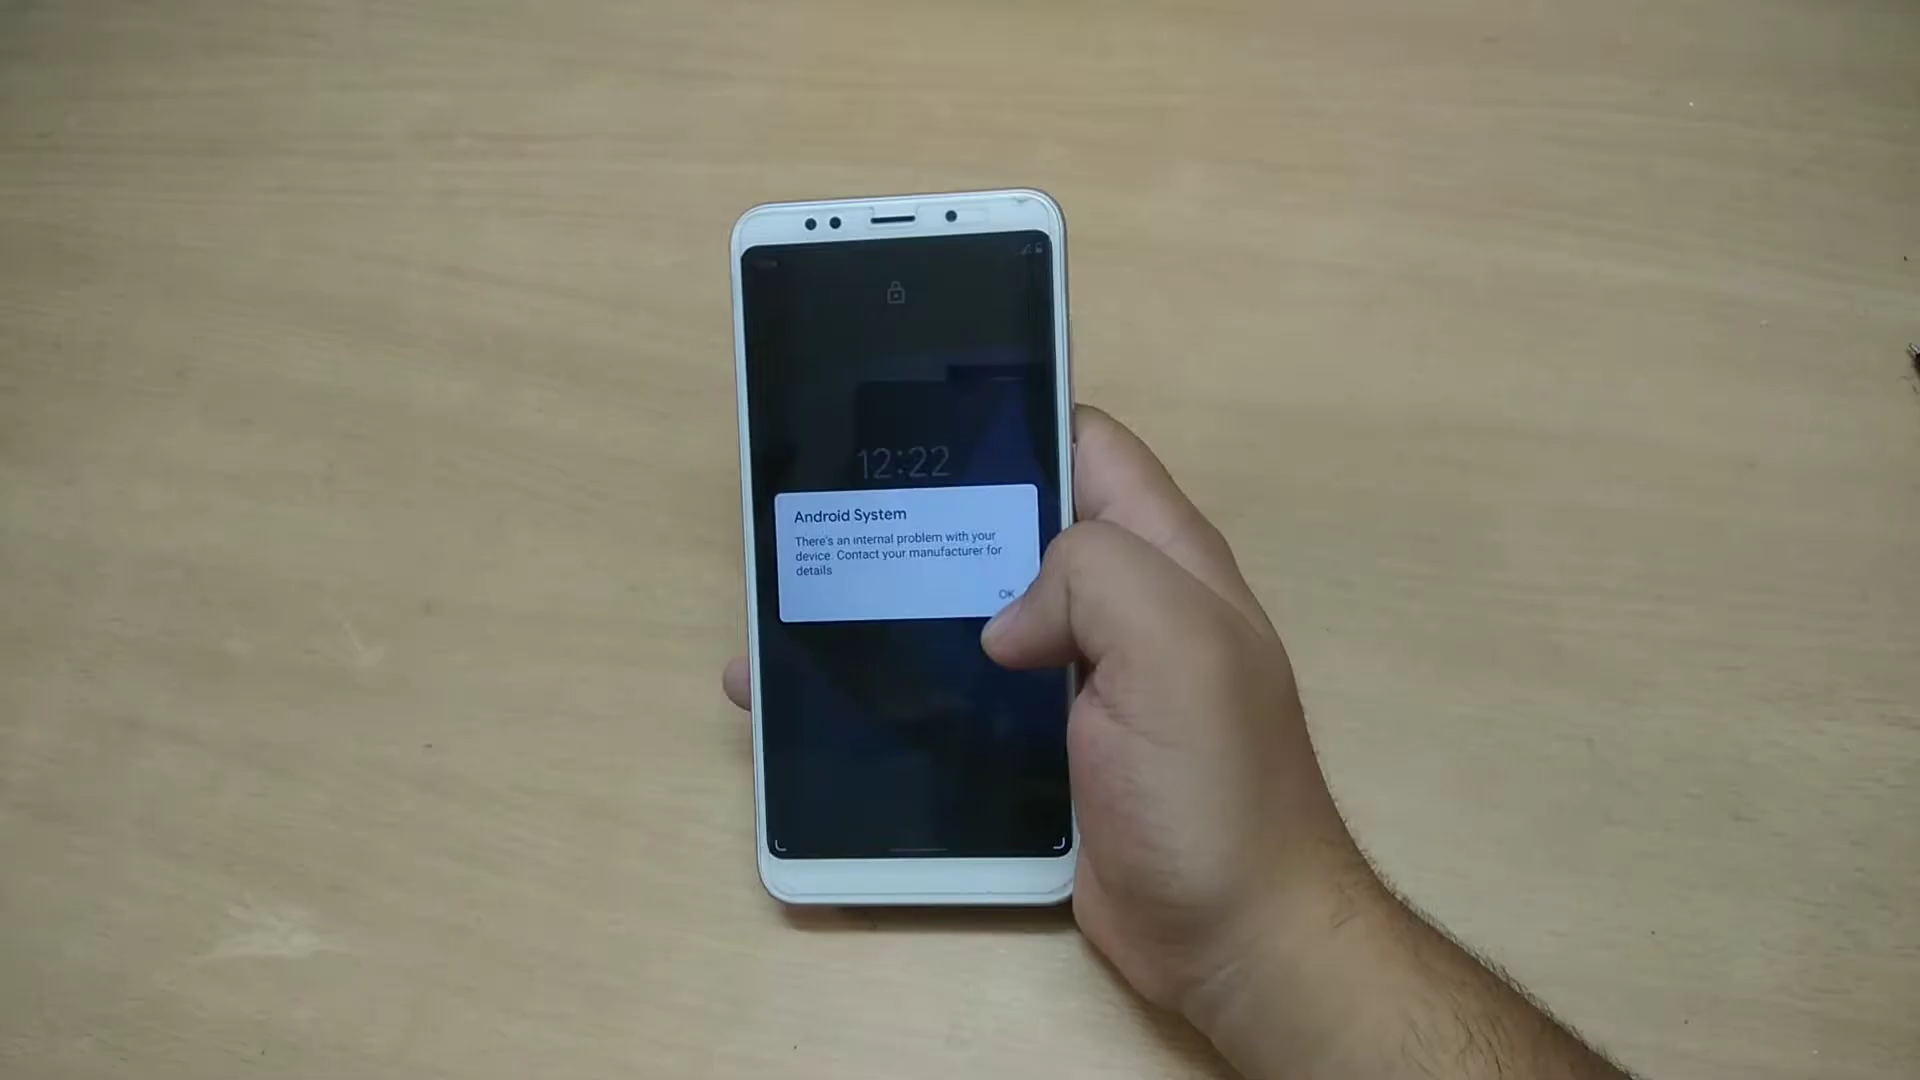 12:22
Android System
There's an internal problem with your
device. Contact your manufacturer for
details
OK